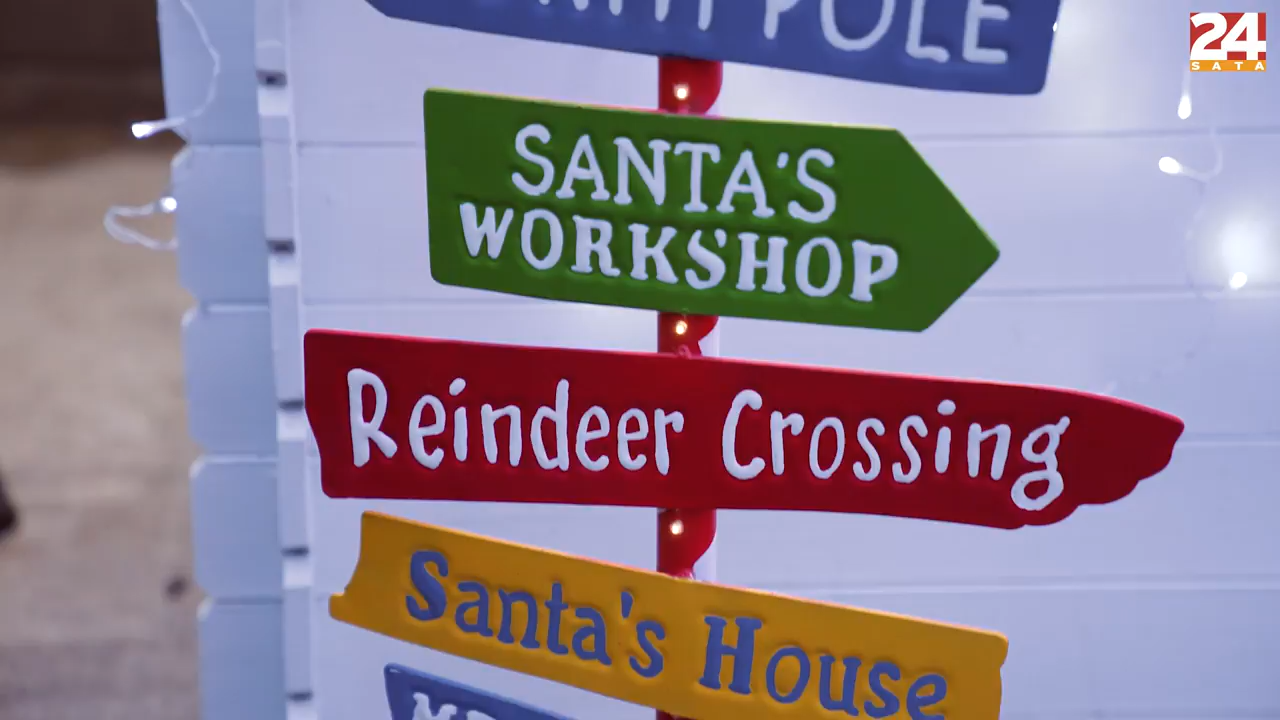 POLE
24
SATA
SANTA'S
WORKSHOP
Reindeer Crossing
Santa's House